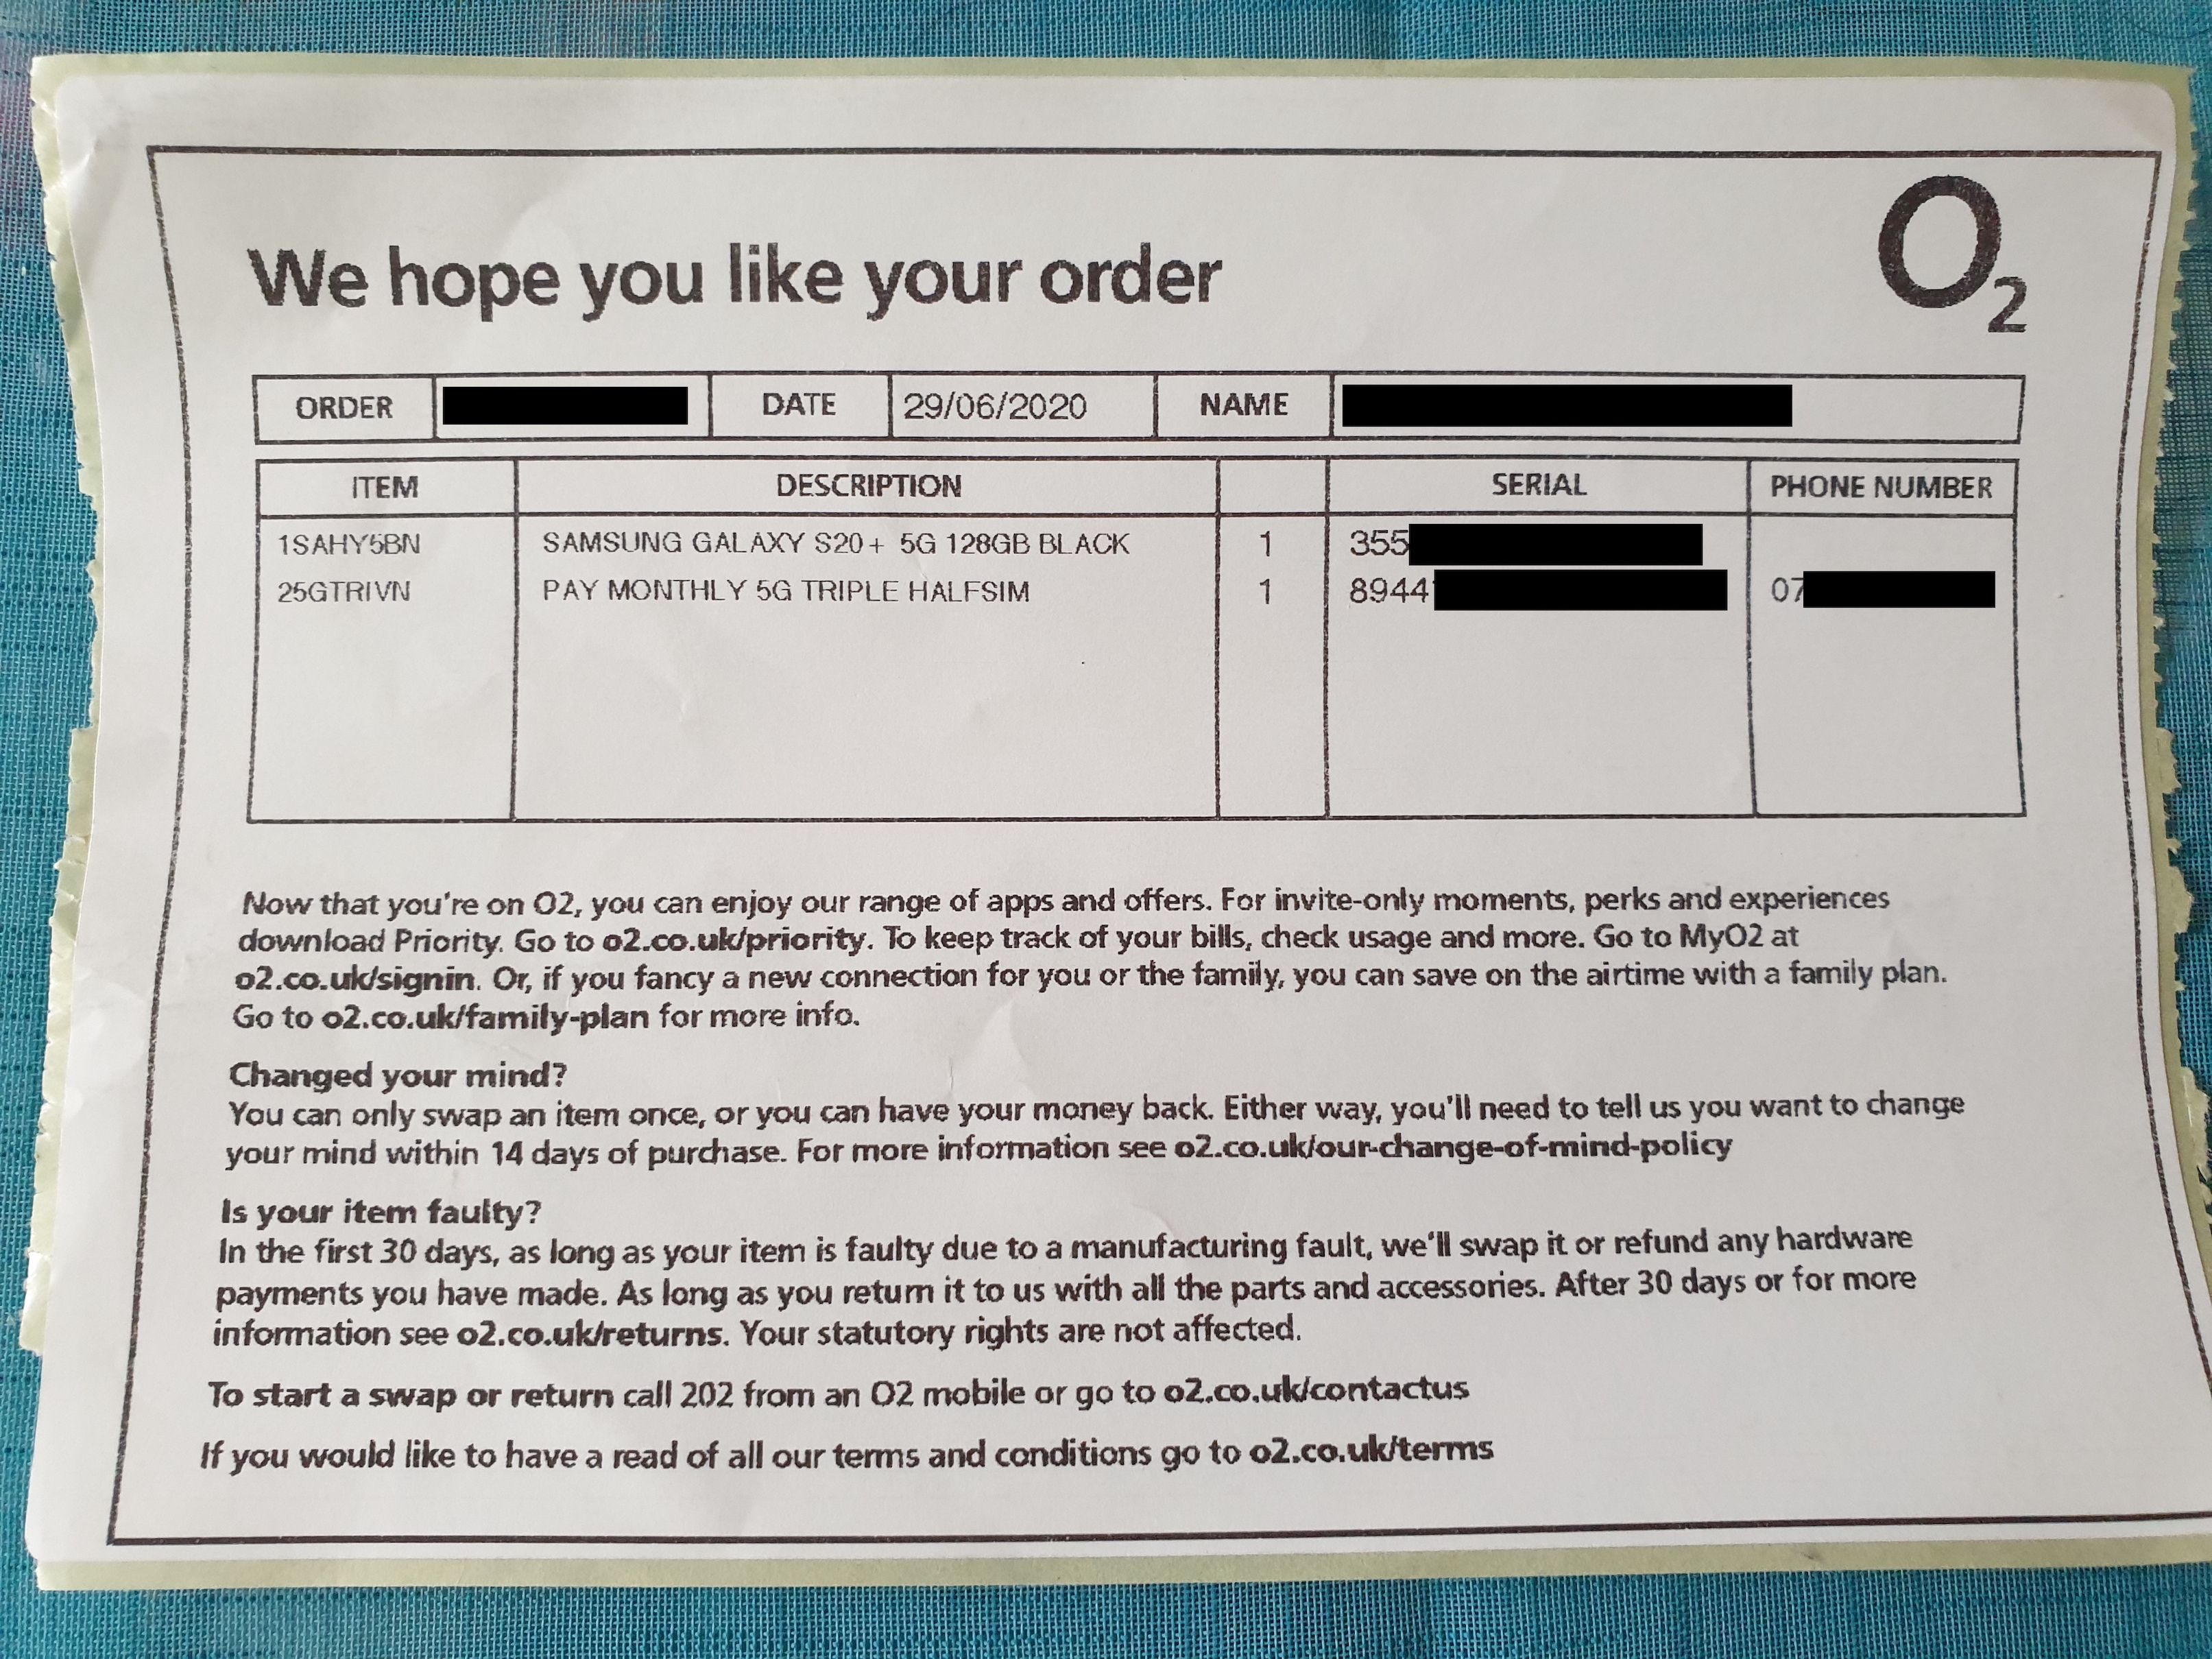 O2
We hope you like your order
ORDER DATE 29/06/2020 NAME
ITEM DESCRIPTION SERIAL PHONE NUMBER
1SAHY5BN SAMSUNG GALAXY S20+ 5G 128GB BLACK 1 355
25GTRIVN PAY MONTHLY 5G TRIPLE HALFSIM 1 8944 07
Now that you're on O2, you can enjoy our range of apps and offers. For invite-only moments, perks and experiences
download Priority. Go to o2.co.uk/priority. To keep track of your bills, check usage and more. Go to MyO2 at
o2.co.uk/signin. Or, if you fancy a new connection for you or the family, you can save on the airtime with a family plan.
Go to o2.co.uk/family-plan for more info.
Changed your mind?
You can only swap an item once, or you can have your money back. Either way, you'll need to tell us you want to change
your mind within 14 days of purchase. For more information see o2.co.uk/our-change-of-mind-policy
Is your item faulty?
In the first 30 days, as long as your item is faulty due to a manufacturing fault, we'll swap it or refund any hardware
payments you have made. As long as you return it to us with all the parts and accessories. After 30 days or for more
information see o2.co.uk/returns. Your statutory rights are not affected.
To start a swap or return call 202 from an O2 mobile or go to o2.co.uk/contactus
If you would like to have a read of all our terms and conditions go to o2.co.uk/terms